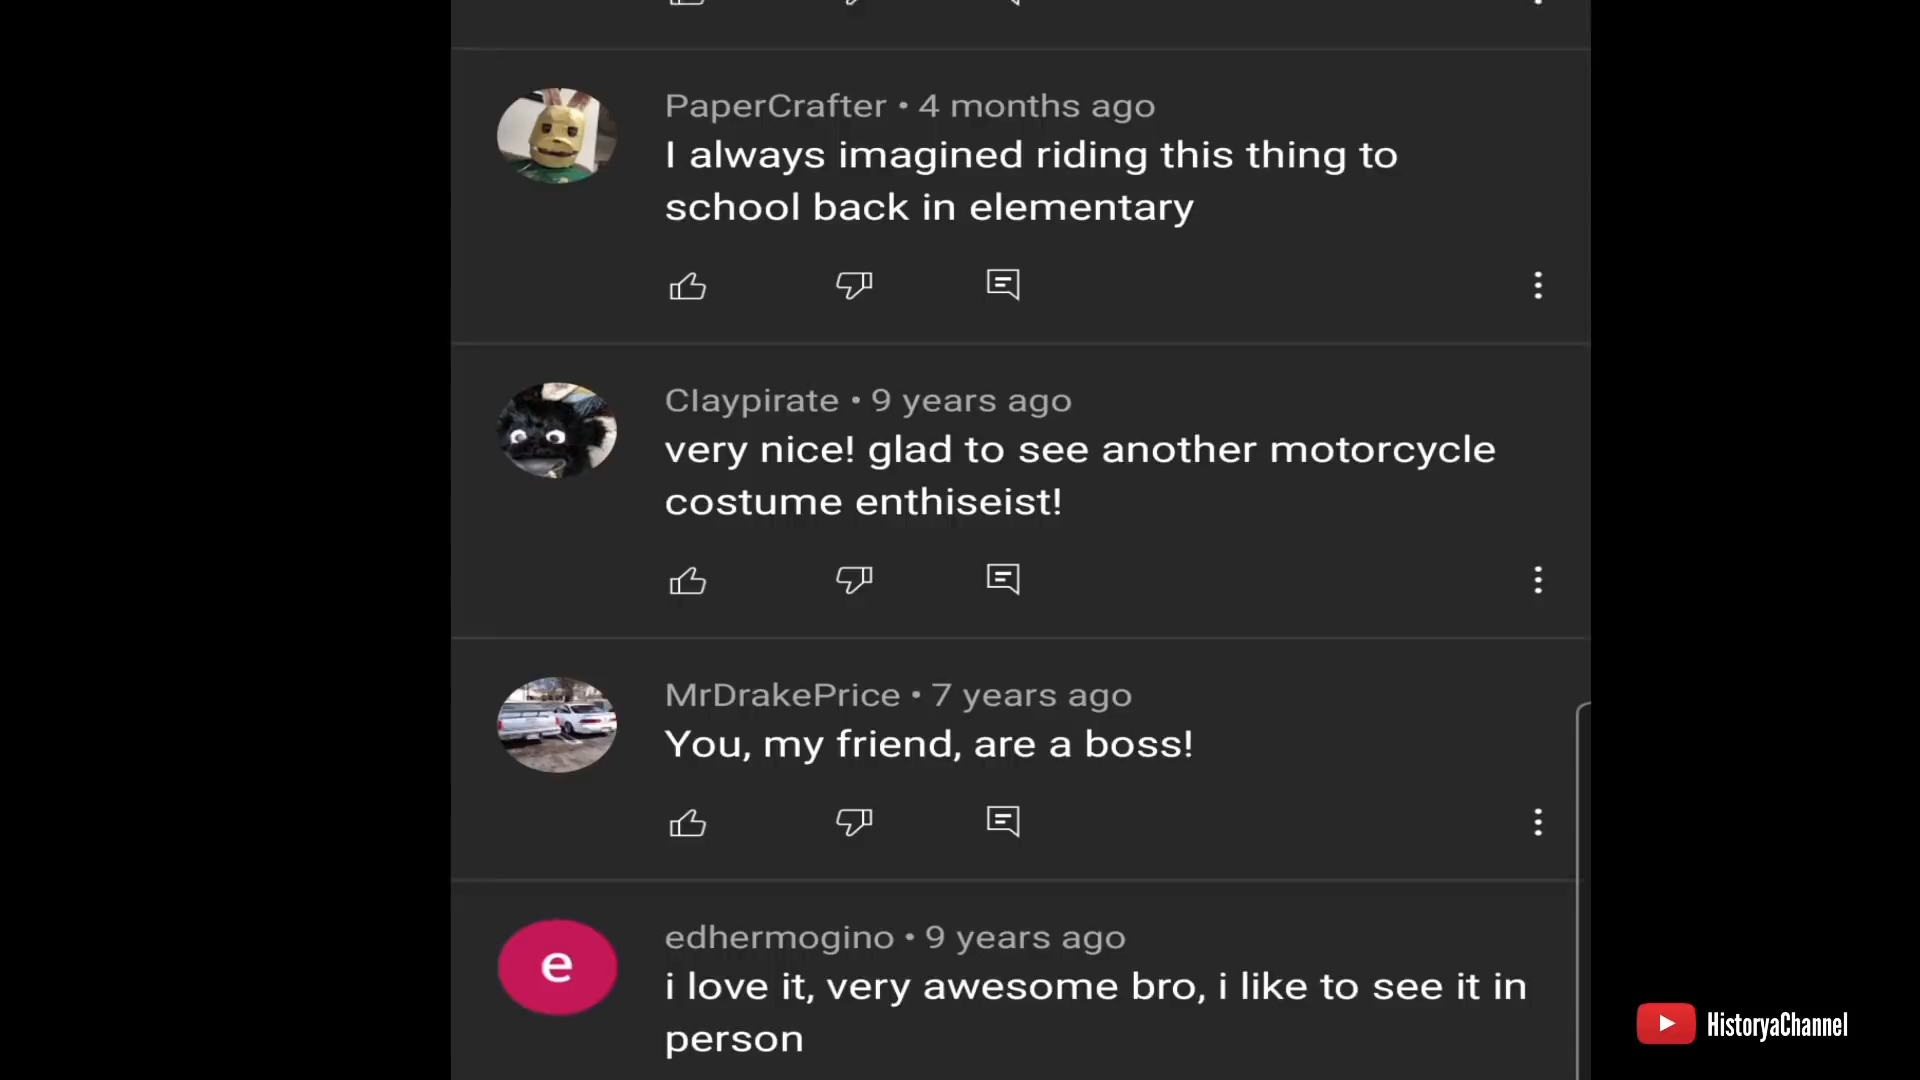 PaperCrafter • 4 months ago
I always imagined riding this thing to
school back in elementary
Claypirate • 9 years ago
very nice! glad to see another motorcycle
costume enthiseist!
MrDrakePrice • 7 years ago
You, my friend, are a boss!
e
edhermogino • 9 years ago
i love it, very awesome bro, i like to see it in
person
HistoryaChannel